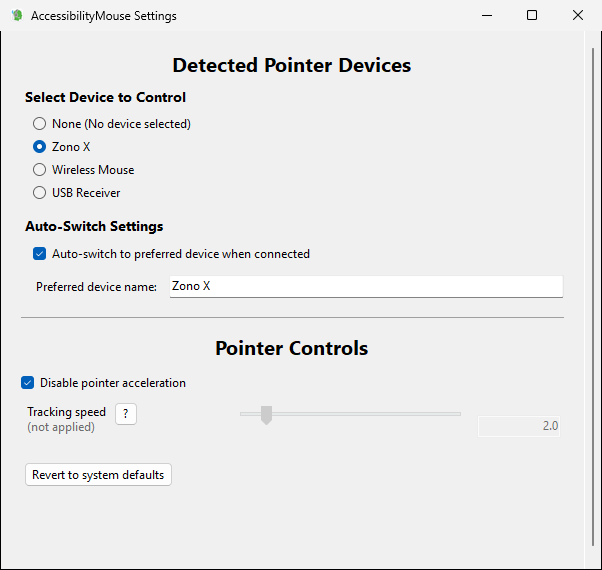 AccessibilityMouse Settings
Detected Pointer Devices
Select Device to Control
None (No device selected)
Zono X
Wireless Mouse
USB Receiver
Auto-Switch Settings
Auto-switch to preferred device when connected
Preferred device name: Zono X
Pointer Controls
Disable pointer acceleration
Tracking speed ?
(not applied)
2.0
Revert to system defaults